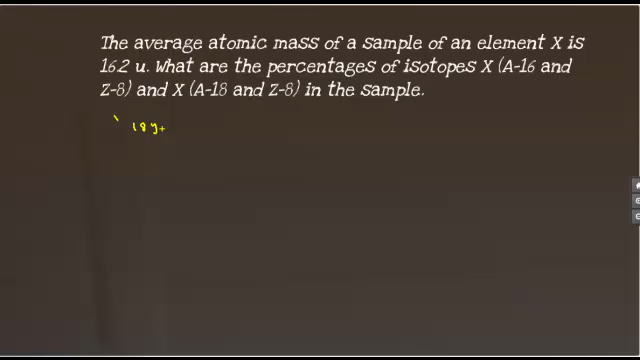 The average atomic mass of a sample of an element X is
16.2 u. What are the percentages of isotopes X (A-16 and
Z-8) and X (A-18 and Z-8) in the sample.
18 y+